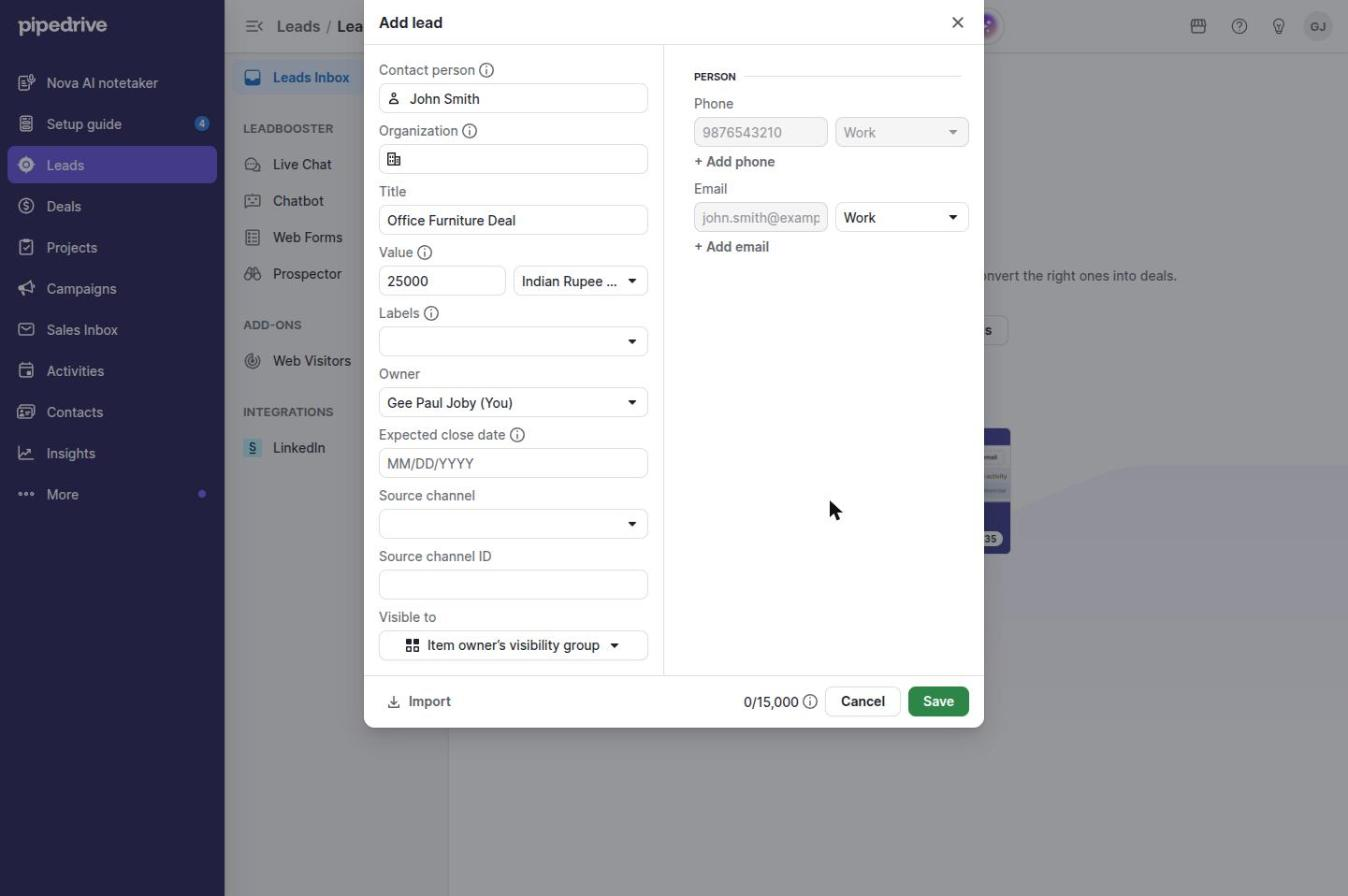 pipedrive
Nova AI notetaker
Setup guide
4
Leads
Deals
Projects
Campaigns
Sales Inbox
Activities
Contacts
Insights
More
Leads / Lea
GJ
Leads Inbox
LEADBOOSTER
Live Chat
Chatbot
Web Forms
Prospector
ADD-ONS
Web Visitors
INTEGRATIONS
LinkedIn
Add lead
Contact person
John Smith
Organization
Title
Office Furniture Deal
Value
25000
Indian Rupee ...
Labels
Owner
Gee Paul Joby (You)
Expected close date
MM/DD/YYYY
Source channel
Source channel ID
Visible to
Item owner's visibility group
PERSON
Phone
9876543210
Work
+ Add phone
Email
john.smith@examp
Work
+ Add email
Import
0/15,000
Cancel
Save
onvert the right ones into deals.
s
email
activity
35